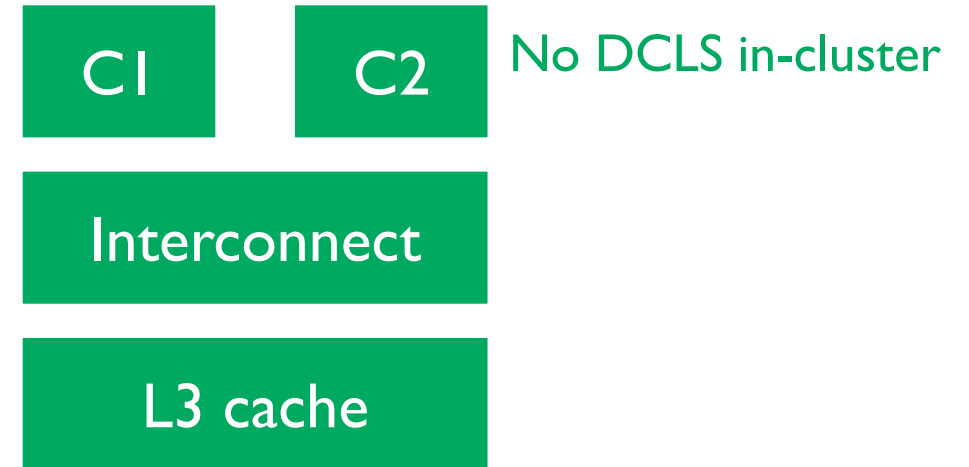 C1
C2
No DCLS in-cluster
Interconnect
L3 cache